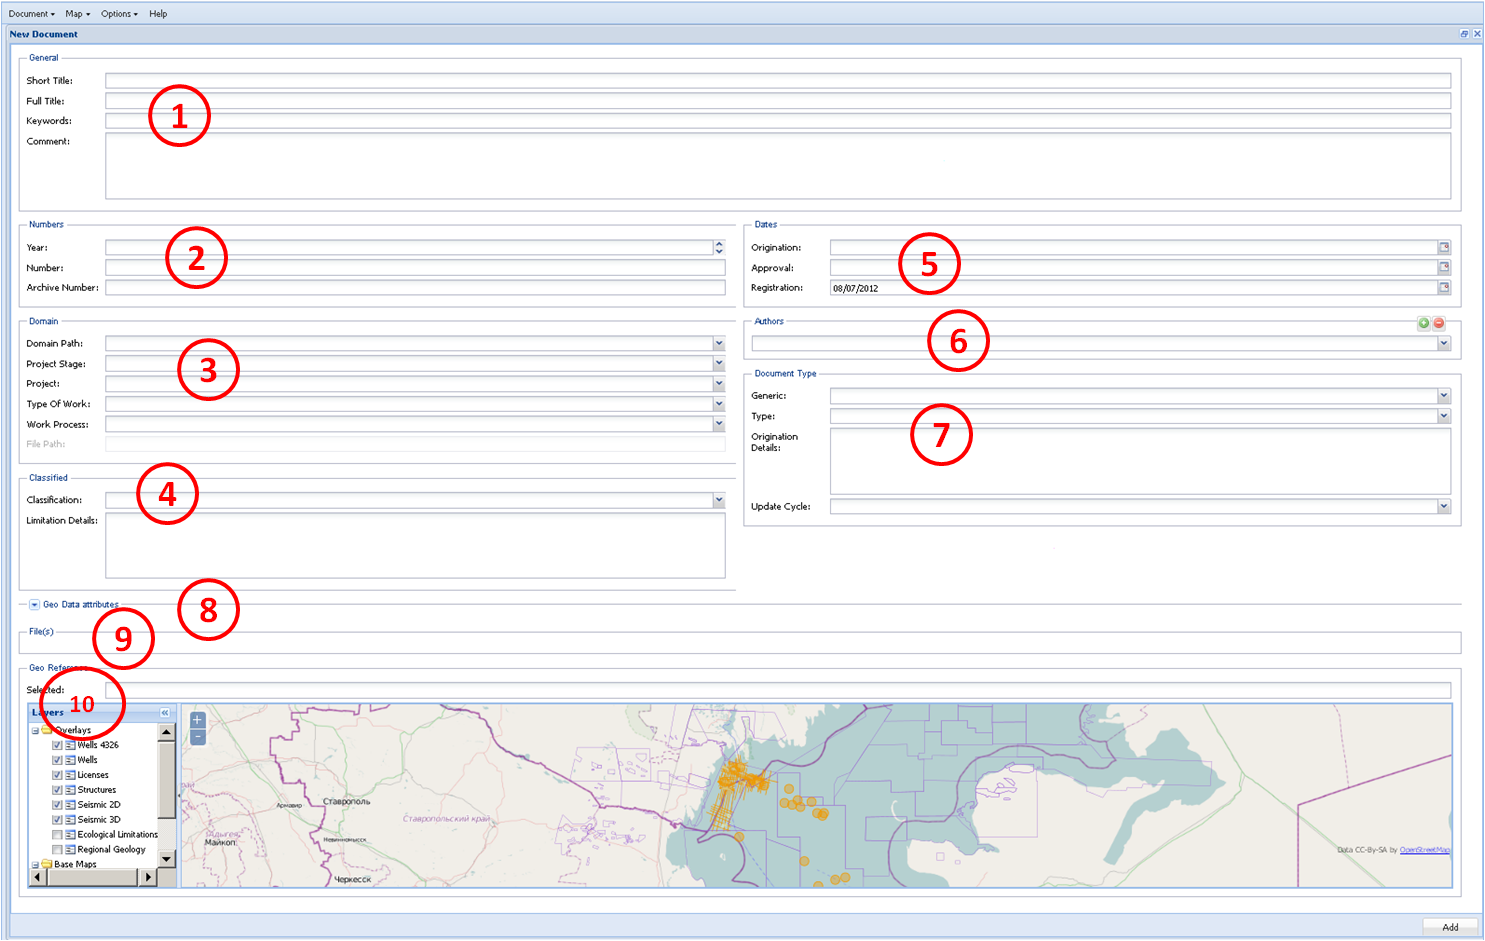 Document Map Options Help
New Document
General
Short Title:
Full Title:
1
Keywords:
Comment:
Numbers
Year:
2
Number:
Archive Number:
Dates
Origination:
5
Approval:
Registration: 08/07/2012
Domain
Domain Path:
3
Project Stage:
Project:
Type Of Work:
Work Process:
File Path:
Authors
6
Document Type
Generic:
Type:
7
Origination
Details:
Update Cycle:
Classified
4
Classification:
Limitation Details:
8
Geo Data attributes
File(s)
9
Geo Reference
Selected:
10
Layers
Overlays
Wells 4326
Wells
Licenses
Structures
Seismic 2D
Seismic 3D
Ecological Limitations
Regional Geology
Base Maps
Армавир
Ставрополь
Ставропольский край
Адыгея
Майкоп
Невинномысск
Черкесск
Data CC-By-SA by OpenStreetMap
Add